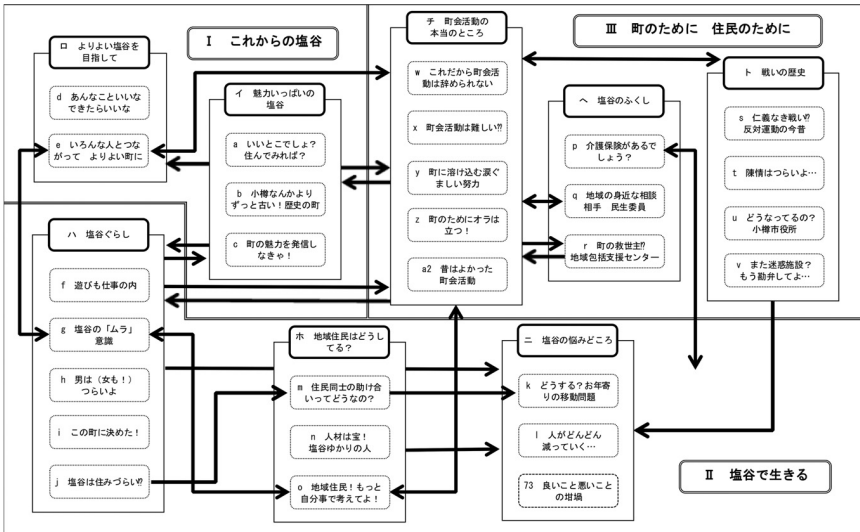 Ⅰ　これからの塩谷
ロ　よりよい塩谷を
目指して
d　あんなこといいな
できたらいいな
e　いろんな人とつな
がって　よりよい町に
イ　魅力いっぱいの
塩谷
a　いいとこでしょ？
住んでみれば？
b　小樽なんかより
ずっと古い！歴史の町
c　町の魅力を発信し
なきゃ！
Ⅲ　町のために　住民のために
チ　町会活動の
本当のところ
w　これだから町会活
動は辞められない
x　町会活動は難しい⁉
y　町に溶け込む涙ぐ
ましい努力
z　町のためにオラは
立つ！
a2　昔はよかった
町会活動
ヘ　塩谷のふくし
p　介護保険があるで
しょう？
q　地域の身近な相談
相手　民生委員
r　町の救世主⁉
地域包括支援センター
ト　戦いの歴史
s　仁義なき戦い⁉
反対運動の今昔
t　陳情はつらいよ…
u　どうなってるの？
小樽市役所
v　また迷惑施設？
もう勘弁してよ…
ハ　塩谷ぐらし
f　遊びも仕事の内
g　塩谷の「ムラ」
意識
h　男は（女も！）
つらいよ
i　この町に決めた！
j　塩谷は住みづらい⁉
ホ　地域住民はどうし
てる？
m　住民同士の助け合
いってどうなの？
n　人材は宝！
塩谷ゆかりの人
o　地域住民！もっと
自分事で考えてよ！
ニ　塩谷の悩みどころ
k　どうする？お年寄
りの移動問題
l　人がどんどん
減っていく…
73　良いこと悪いこと
の坩堝
Ⅱ　塩谷で生きる